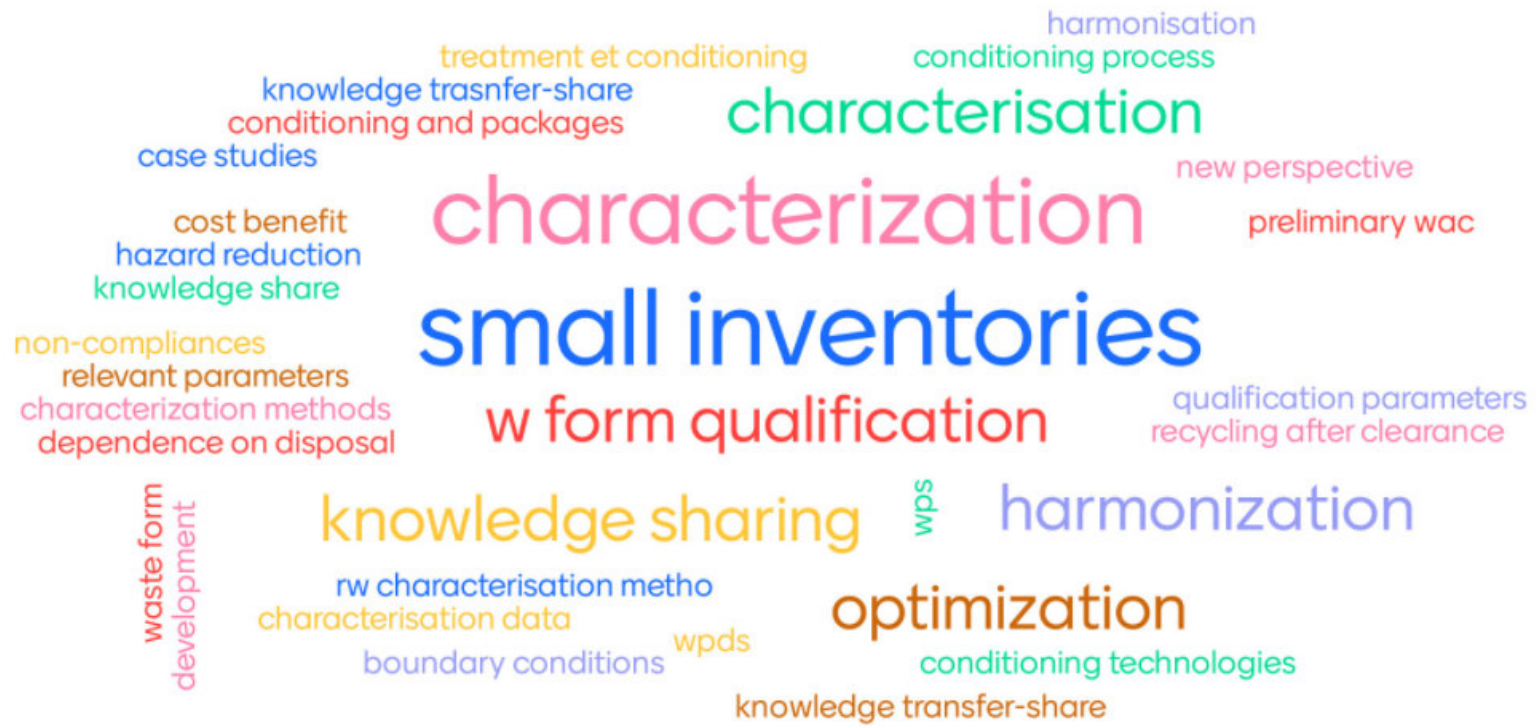 harmonisation
treatment et conditioning
conditioning process
knowledge trasnfer-share
characterisation
conditioning and packages
case studies
new perspective
characterization
cost benefit
preliminary wac
hazard reduction
knowledge share
small inventories
non-compliances
relevant parameters
characterization methods
qualification parameters
w form qualification
recycling after clearance
dependence on disposal
waste form
development
knowledge sharing
wps
harmonization
rw characterisation metho
optimization
characterisation data
wpds
boundary conditions
conditioning technologies
knowledge transfer-share